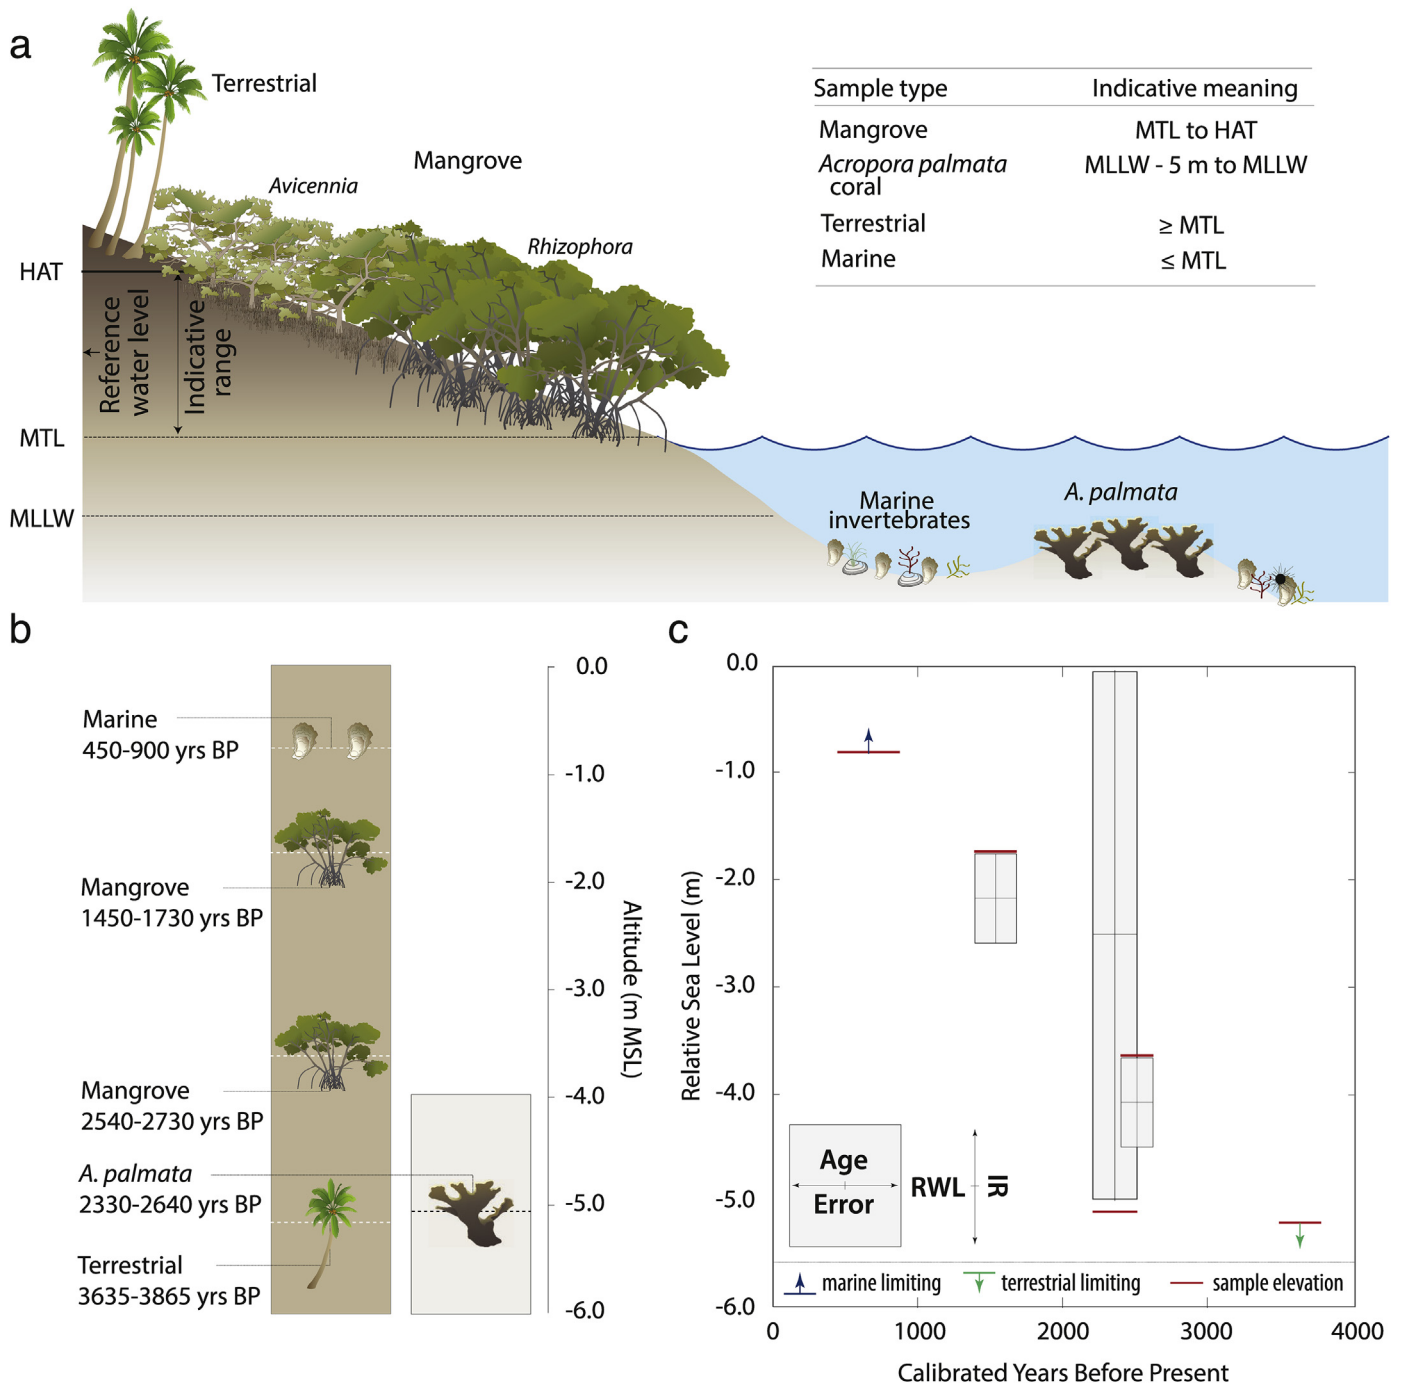 a
Terrestrial
Mangrove
Avicennia
Rhizophora
HAT
Reference
water level
Indicative
range
MTL
MLLW
Marine
invertebrates
A. palmata
Sample type Indicative meaning
Mangrove MTL to HAT
Acropora palmata MLLW - 5 m to MLLW
coral
Terrestrial ≥ MTL
Marine ≤ MTL
b
Marine
450-900 yrs BP
Mangrove
1450-1730 yrs BP
Mangrove
2540-2730 yrs BP
A. palmata
2330-2640 yrs BP
Terrestrial
3635-3865 yrs BP
0.0
-1.0
-2.0
-3.0
-4.0
-5.0
-6.0
Altitude (m MSL)
c
0.0
-1.0
-2.0
-3.0
-4.0
-5.0
-6.0
Relative Sea Level (m)
Age
Error
RWL
IR
marine limiting
terrestrial limiting
sample elevation
0 1000 2000 3000 4000
Calibrated Years Before Present